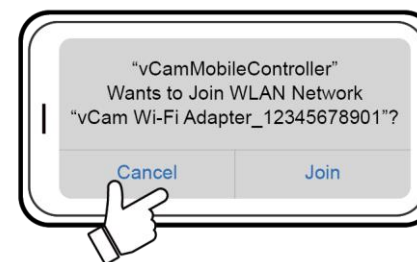 “vCamMobileController”
Wants to Join WLAN Network
“vCam Wi-Fi Adapter_12345678901”?
Cancel
Join